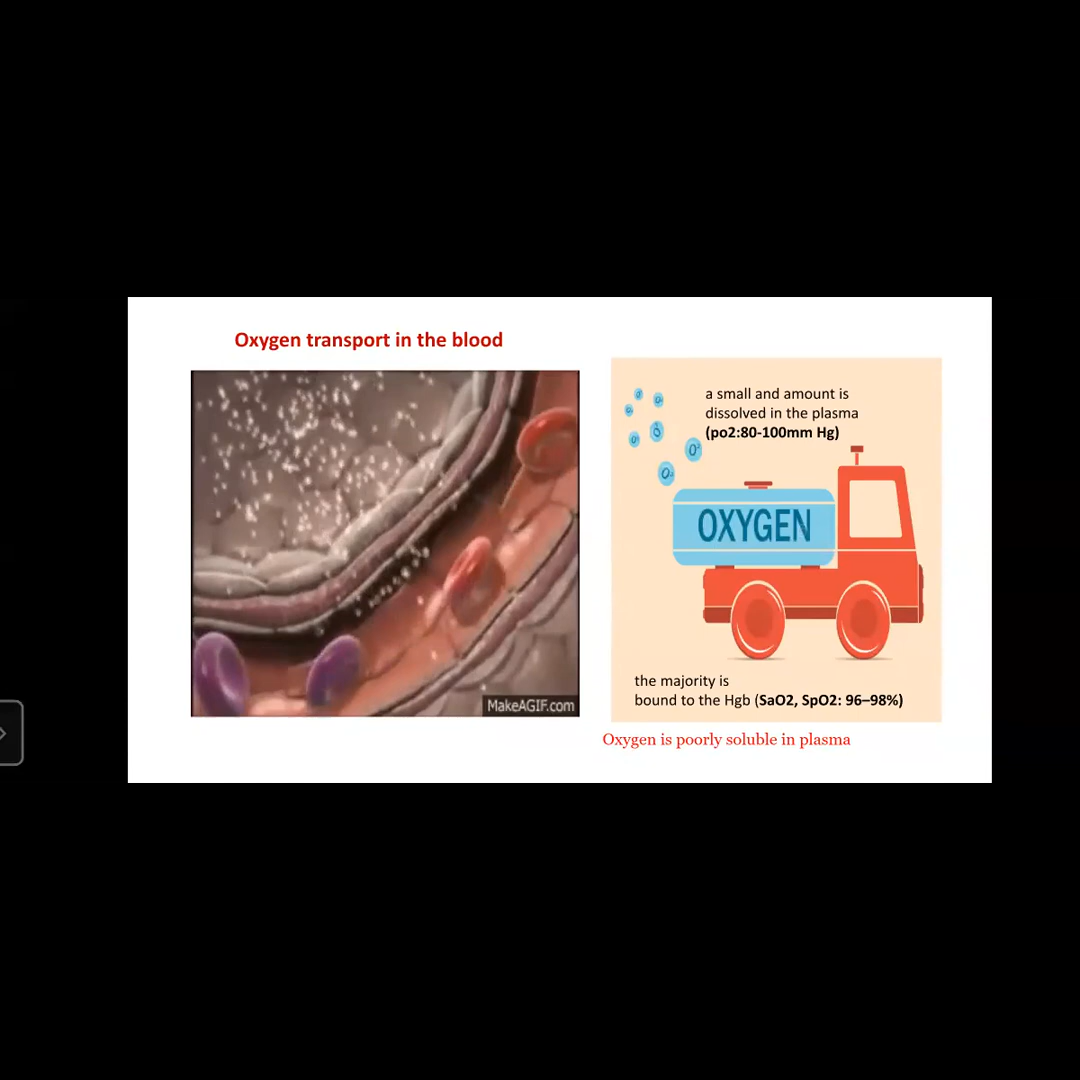 Oxygen transport in the blood
a small and amount is
dissolved in the plasma
(po2:80-100mm Hg)
OXYGEN
the majority is
bound to the Hgb (SaO2, SpO2: 96–98%)
MakeAGIF.com
Oxygen is poorly soluble in plasma